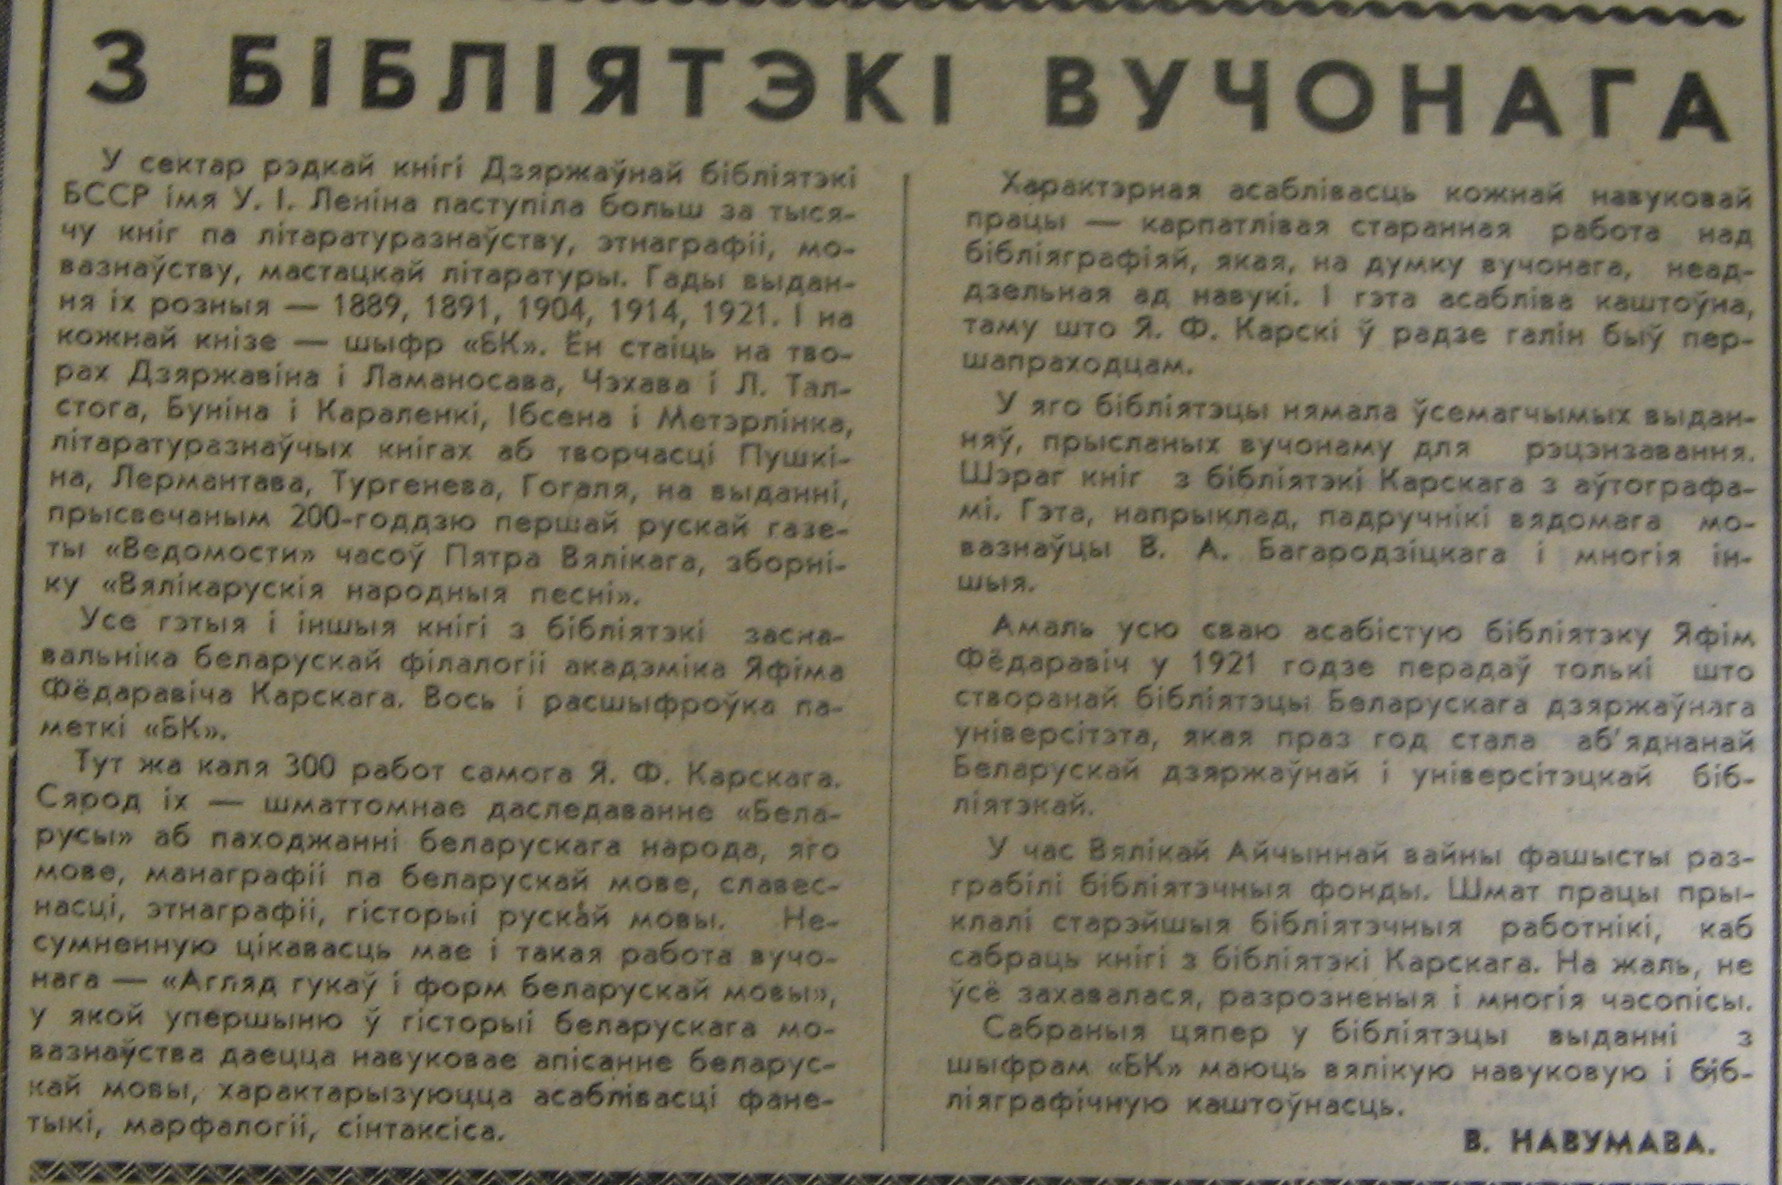 З БІБЛІЯТЭКІ ВУЧОНАГА
У сектар рэдкай кнігі Дзяржаўнай бібліятэкі
БССР імя У. І. Леніна паступіла больш за тыся-
чу кніг па літаратуразнаўству, этнаграфіі, мо-
вазнаўству, мастацкай літаратуры. Гады выдан-
ня іх розныя — 1889, 1891, 1904, 1914, 1921. І на
кожнай кнізе — шыфр «БК». Ён стаіць на тво-
рах Дзяржавіна і Ламаносава, Чэхава і Л. Тал-
стога, Буніна і Караленкі, Ібсена і Метэрлінка,
літаратуразнаўчых кнігах аб творчасці Пушкі-
на, Лермантава, Тургенева, Гогаля, на выданні,
прысвечаным 200-годдзю першай рускай газе-
ты «Ведомости» часоў Пятра Вялікага, зборні-
ку «Вялікарускія народныя песні».
Усе гэтыя і іншыя кнігі з бібліятэкі засна-
вальніка беларускай філалогіі акадэміка Яфіма
Фёдаравіча Карскага. Вось і расшыфроўка па-
меткі «БК».
Тут жа каля 300 работ самога Я. Ф. Карскага.
Сярод іх — шматтомнае даследаванне «Бела-
русы» аб паходжанні беларускага народа, яго
мове, манаграфіі па беларускай мове, славес-
насці, этнаграфіі, гісторыі рускай мовы. Не-
сумненную цікавасць мае і такая работа вучо-
нага — «Агляд гукаў і форм беларускай мовы»,
у якой упершыню ў гісторыі беларускага мо-
вазнаўства даецца навуковае апісанне беларус-
кай мовы, характарызуюцца асаблівасці фане-
тыкі, марфалогіі, сінтаксіса.
Характэрная асаблівасць кожнай навуковай
працы — карпатлівая старанная работа над
бібліяграфіяй, якая, на думку вучонага, неад-
дзельная ад навукі. І гэта асабліва каштоўна,
таму што Я. Ф. Карскі ў радзе галін быў пер-
шапраходцам.
У яго бібліятэцы нямала ўсемагчымых выдан-
няў, прысланых вучонаму для рэцэнзавання.
Шэраг кніг з бібліятэкі Карскага з аўтографа-
мі. Гэта, напрыклад, падручнікі вядомага мо-
вазнаўцы В. А. Багародзіцкага і многія ін-
шыя.
Амаль усю сваю асабістую бібліятэку Яфім
Фёдаравіч у 1921 годзе перадаў толькі што
створанай бібліятэцы Беларускага дзяржаўнага
універсітэта, якая праз год стала аб'яднанай
Беларускай дзяржаўнай і універсітэцкай біб-
ліятэкай.
У час Вялікай Айчыннай вайны фашысты раз-
грабілі бібліятэчныя фонды. Шмат працы пры-
клалі старэйшыя бібліятэчныя работнікі, каб
сабраць кнігі з бібліятэкі Карскага. На жаль, не
ўсё захавалася, разрозненыя і многія часопісы.
Сабраныя цяпер у бібліятэцы выданні з
шыфрам «БК» маюць вялікую навуковую і біб-
ліяграфічную каштоўнасць.
В. НАВУМАВА.